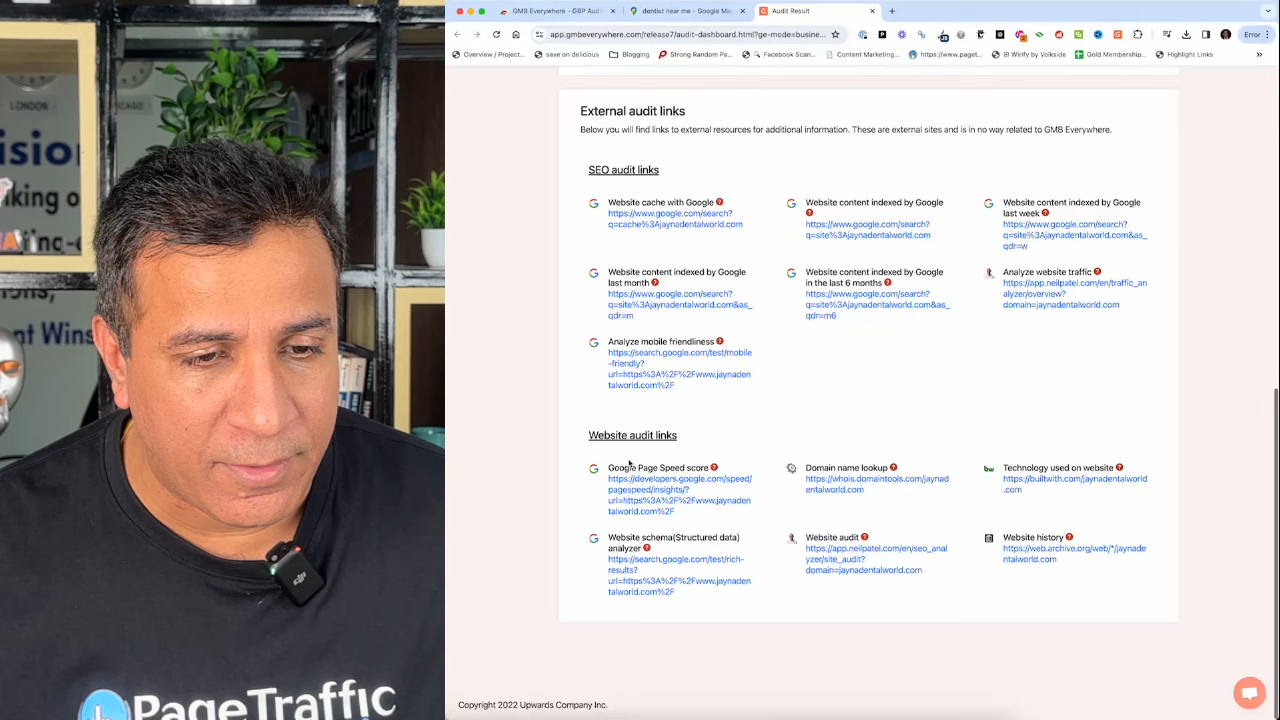 LONDON
CHICAGO
ision
king o
nc-e
ons,
nt Wins
PageTraffic
GMB Everywhere - GBP Audi
dentist near me - Google Ma
Audit Result
app.gmbeverywhere.com/release7/audit-dashboard.html?ge-mode=busine...
Error
Overview / Project...
save on delicious
Blogging
Strong Random Pa...
Facebook Scan...
Content Marketing...
https://www.paget...
Wirify by Volkside
Gold Membership...
Highlight Links
External audit links
Below you will find links to external resources for additional information. These are external sites and is in no way related to GMB Everywhere.
SEO audit links
Website cache with Google
https://www.google.com/search?
q=cache%3Ajaynadentalworld.com
Website content indexed by Google
https://www.google.com/search?
q=site%3Ajaynadentalworld.com
Website content indexed by Google
last week
https://www.google.com/search?
q=site%3Ajaynadentalworld.com&as_
qdr=w
Website content indexed by Google
last month
https://www.google.com/search?
q=site%3Ajaynadentalworld.com&as_
qdr=m
Website content indexed by Google
in the last 6 months
https://www.google.com/search?
q=site%3Ajaynadentalworld.com&as_
qdr=m6
Analyze website traffic
https://app.neilpatel.com/en/traffic_an
alyzer/overview?
domain=jaynadentalworld.com
Analyze mobile friendliness
https://search.google.com/test/mobile
-friendly?
url=https%3A%2F%2Fwww.jaynaden
talworld.com%2F
Website audit links
Google Page Speed score
https://developers.google.com/speed/
pagespeed/insights/?
url=https%3A%2F%2Fwww.jaynaden
talworld.com%2F
Domain name lookup
https://whois.domaintools.com/jaynad
entalworld.com
Technology used on website
https://builtwith.com/jaynadentalworld
.com
Website schema(Structured data)
analyzer
https://search.google.com/test/rich-
results?
url=https%3A%2F%2Fwww.jaynaden
talworld.com%2F
Website audit
https://app.neilpatel.com/en/seo_anal
yzer/site_audit?
domain=jaynadentalworld.com
Website history
https://web.archive.org/web/*/jaynade
ntalworld.com
Copyright 2022 Upwards Company Inc.